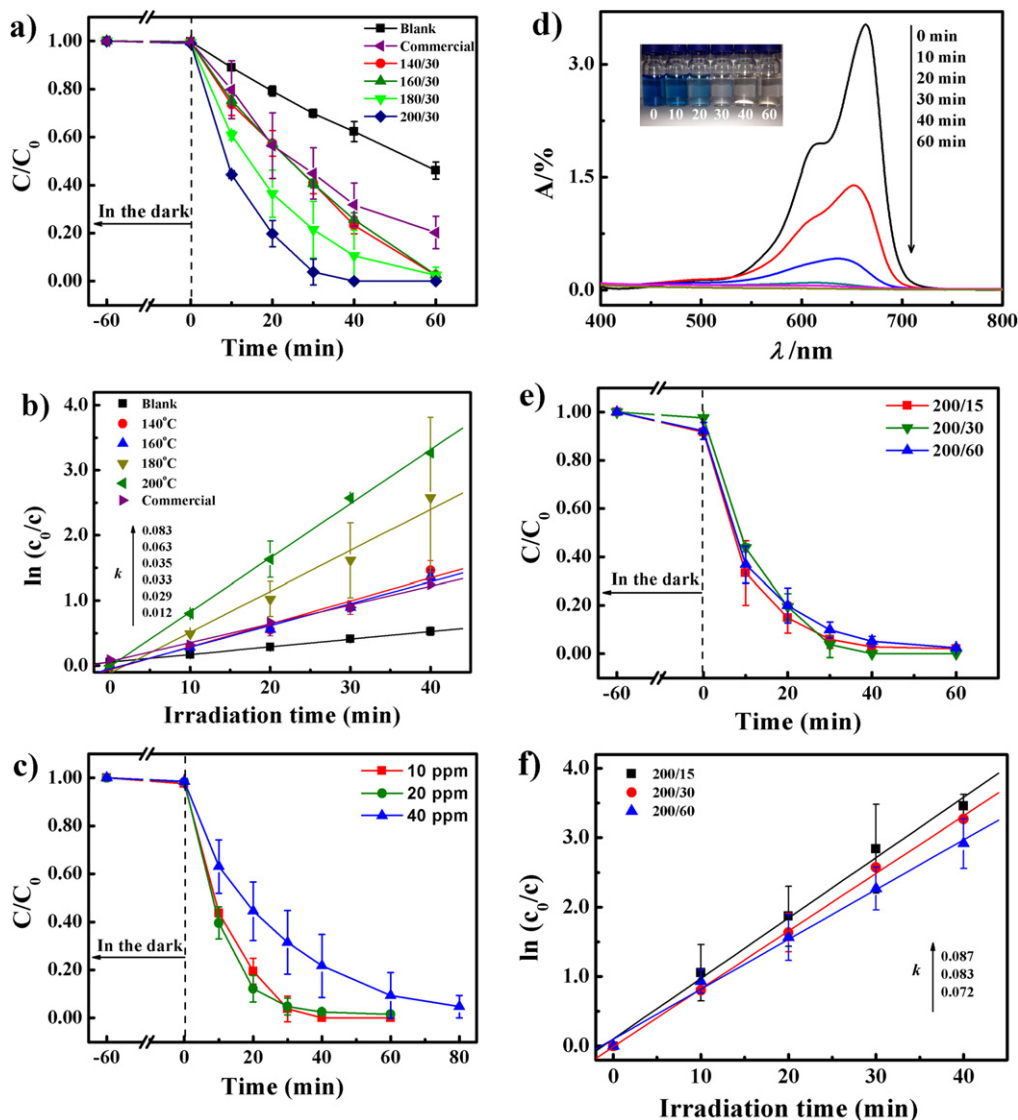 a)
C/C0
1.00
0.80
0.60
0.40
0.20
0.00
Blank
Commercial
140/30
160/30
180/30
200/30
In the dark
-60
0
20
40
60
Time (min)
b)
ln (c0/c)
4.0
3.0
2.0
1.0
0.0
Blank
140°C
160°C
180°C
200°C
Commercial
k
0.083
0.063
0.035
0.033
0.029
0.012
0
10
20
30
40
Irradiation time (min)
c)
C/C0
1.00
0.80
0.60
0.40
0.20
0.00
10 ppm
20 ppm
40 ppm
In the dark
-60
0
20
40
60
80
Time (min)
d)
A/%
3.0
1.5
0.0
0 10 20 30 40 60
0 min
10 min
20 min
30 min
40 min
60 min
400
500
600
700
800
λ/nm
e)
C/C0
1.00
0.80
0.60
0.40
0.20
0.00
200/15
200/30
200/60
In the dark
-60
0
20
40
60
Time (min)
f)
ln (c0/c)
4.0
3.0
2.0
1.0
0.0
200/15
200/30
200/60
k
0.087
0.083
0.072
0
10
20
30
40
Irradiation time (min)